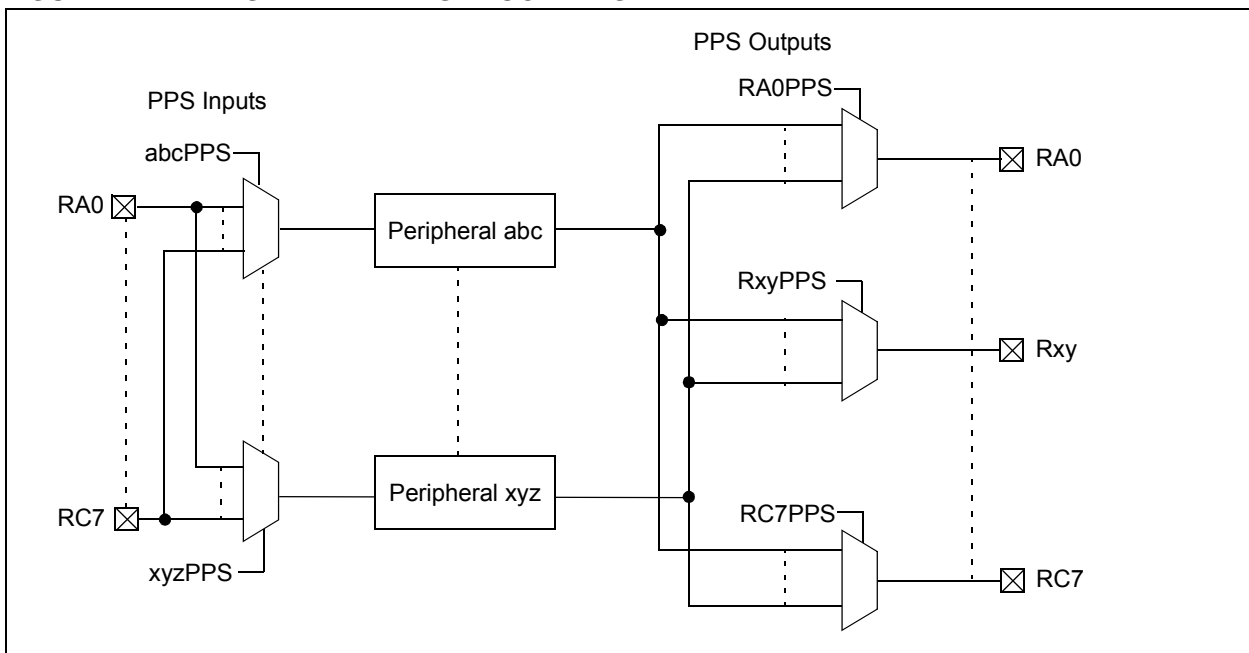 PPS Outputs
RA0PPS
PPS Inputs
abcPPS
RA0
RA0
Peripheral abc
RxyPPS
Rxy
Peripheral xyz
RC7
RC7PPS
xyzPPS
RC7